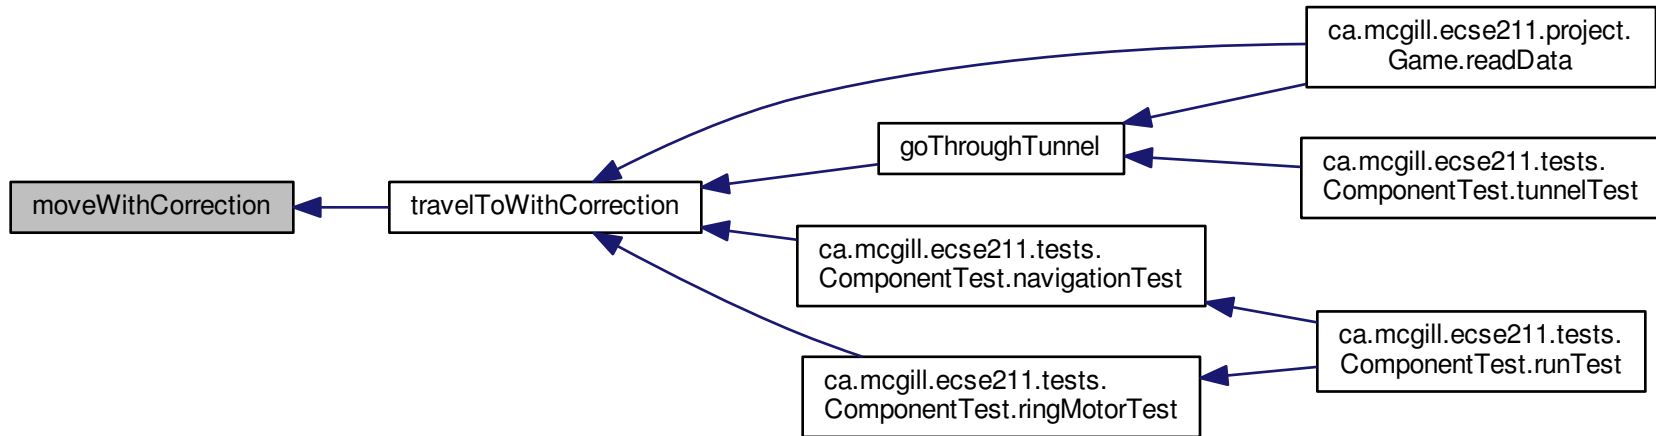 moveWithCorrection
travelToWithCorrection
ca.mcgill.ecse211.project.
Game.readData
goThroughTunnel
ca.mcgill.ecse211.tests.
ComponentTest.tunnelTest
ca.mcgill.ecse211.tests.
ComponentTest.navigationTest
ca.mcgill.ecse211.tests.
ComponentTest.runTest
ca.mcgill.ecse211.tests.
ComponentTest.ringMotorTest